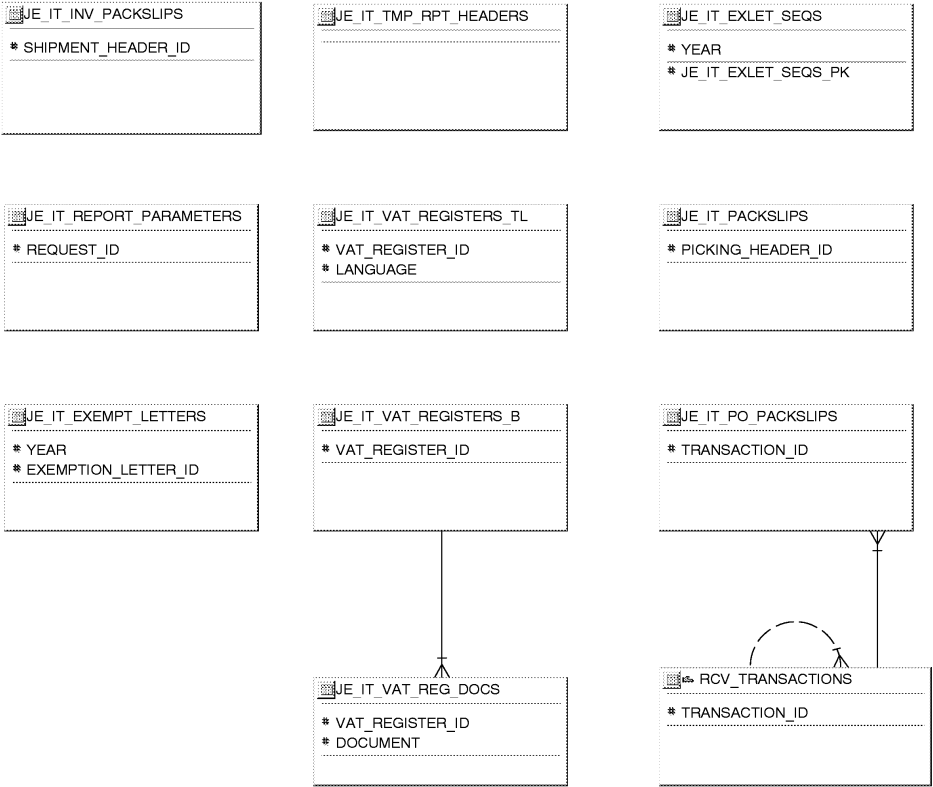 JE_IT_INV_PACKSLIPS
# SHIPMENT_HEADER_ID
JE_IT_TMP_RPT_HEADERS
JE_IT_EXLET_SEQS
# YEAR
# JE_IT_EXLET_SEQS_PK
JE_IT_REPORT_PARAMETERS
# REQUEST_ID
JE_IT_VAT_REGISTERS_TL
# VAT_REGISTER_ID
# LANGUAGE
JE_IT_PACKSLIPS
# PICKING_HEADER_ID
JE_IT_EXEMPT_LETTERS
# YEAR
# EXEMPTION_LETTER_ID
JE_IT_VAT_REGISTERS_B
# VAT_REGISTER_ID
JE_IT_PO_PACKSLIPS
# TRANSACTION_ID
JE_IT_VAT_REG_DOCS
# VAT_REGISTER_ID
# DOCUMENT
RCV_TRANSACTIONS
# TRANSACTION_ID